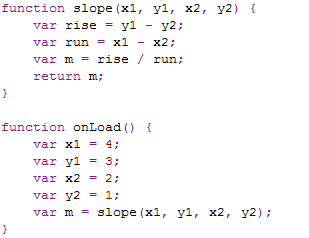 function slope(x1, y1, x2, y2) {
    var rise = y1 - y2;
    var run = x1 - x2;
    var m = rise / run;
    return m;
}

function onLoad() {
    var x1 = 4;
    var y1 = 3;
    var x2 = 2;
    var y2 = 1;
    var m = slope(x1, y1, x2, y2);
}